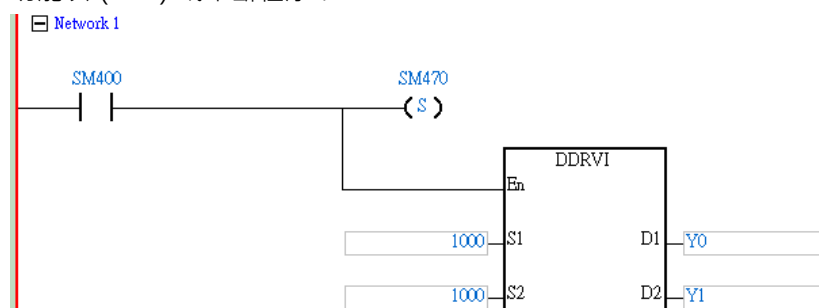 Network 1
SM400
SM470
S
DDRVI
En
1000 S1 D1 Y0
1000 S2 D2 Y1